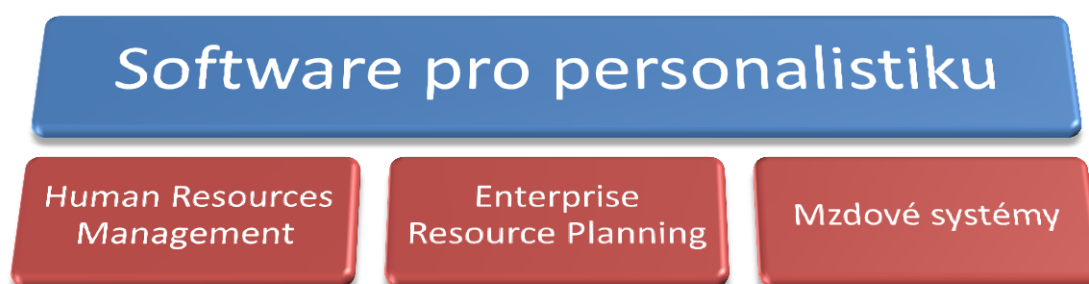 Software pro personalistiku
Human Resources
Management
Enterprise
Resource Planning
Mzdové systémy